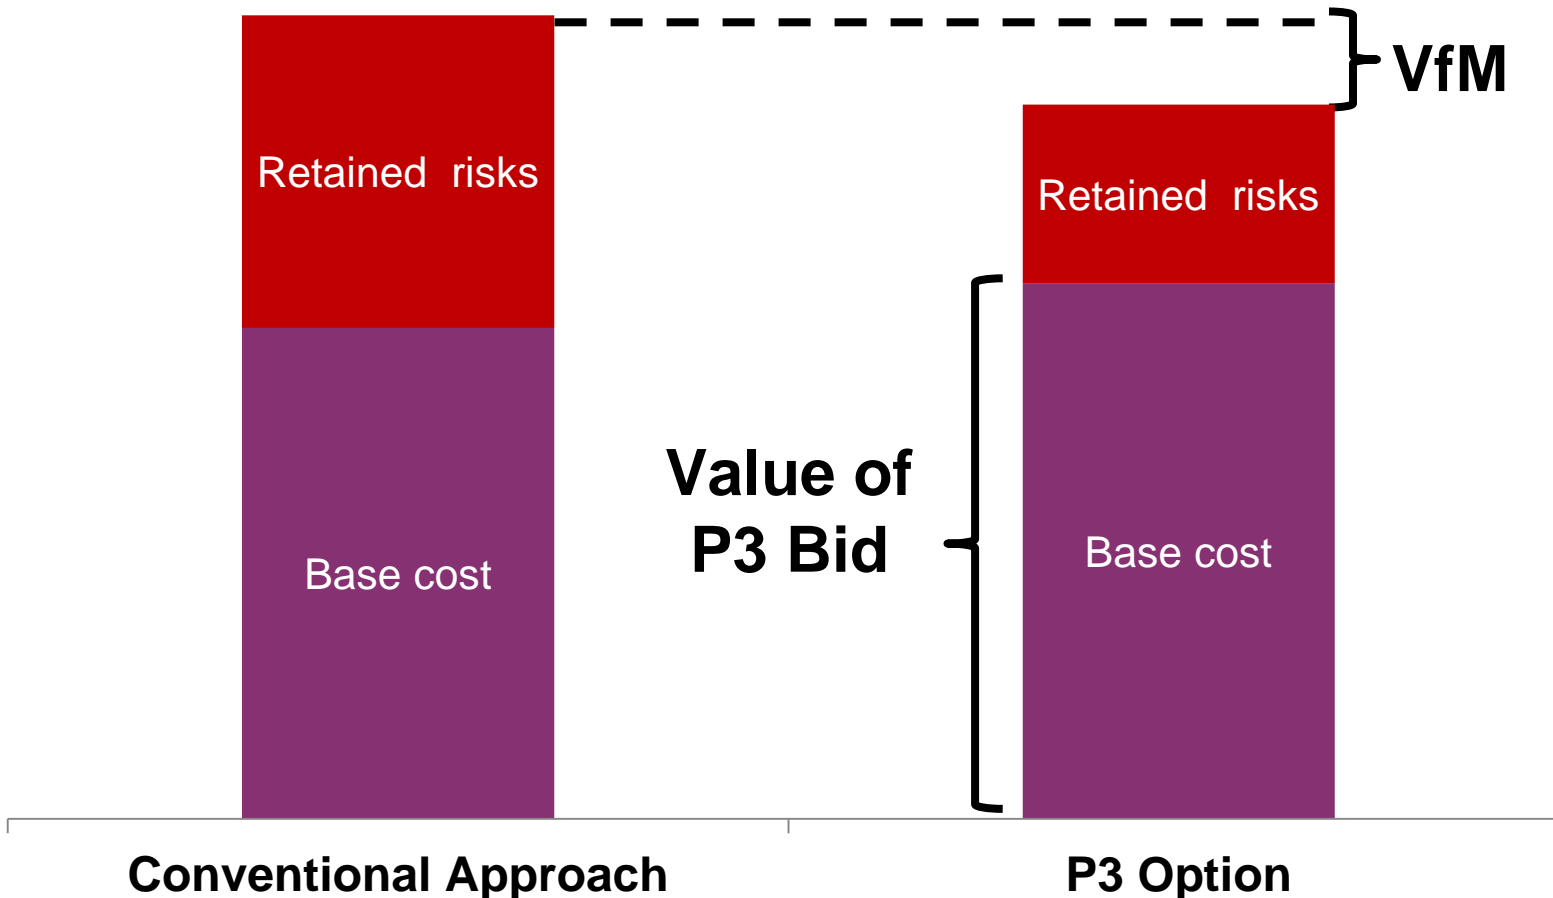 VfM
Retained  risks
Retained  risks
Value of
P3 Bid
Base cost
Base cost
Conventional Approach
P3 Option